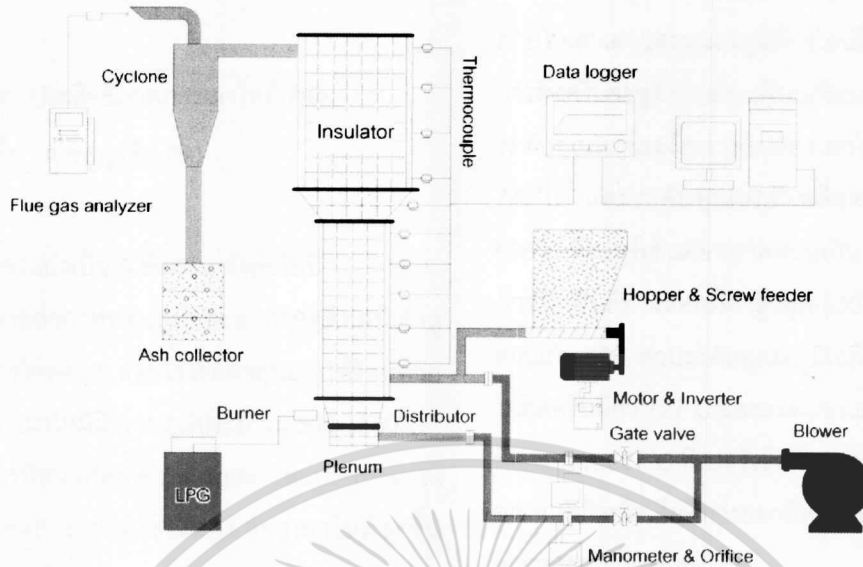 Cyclone
Thermocouple
Data logger
Insulator
Flue gas analyzer
Hopper & Screw feeder
Ash collector
Motor & Inverter
Burner
Distributor
Gate valve
Blower
Plenum
LPG
Manometer & Orifice